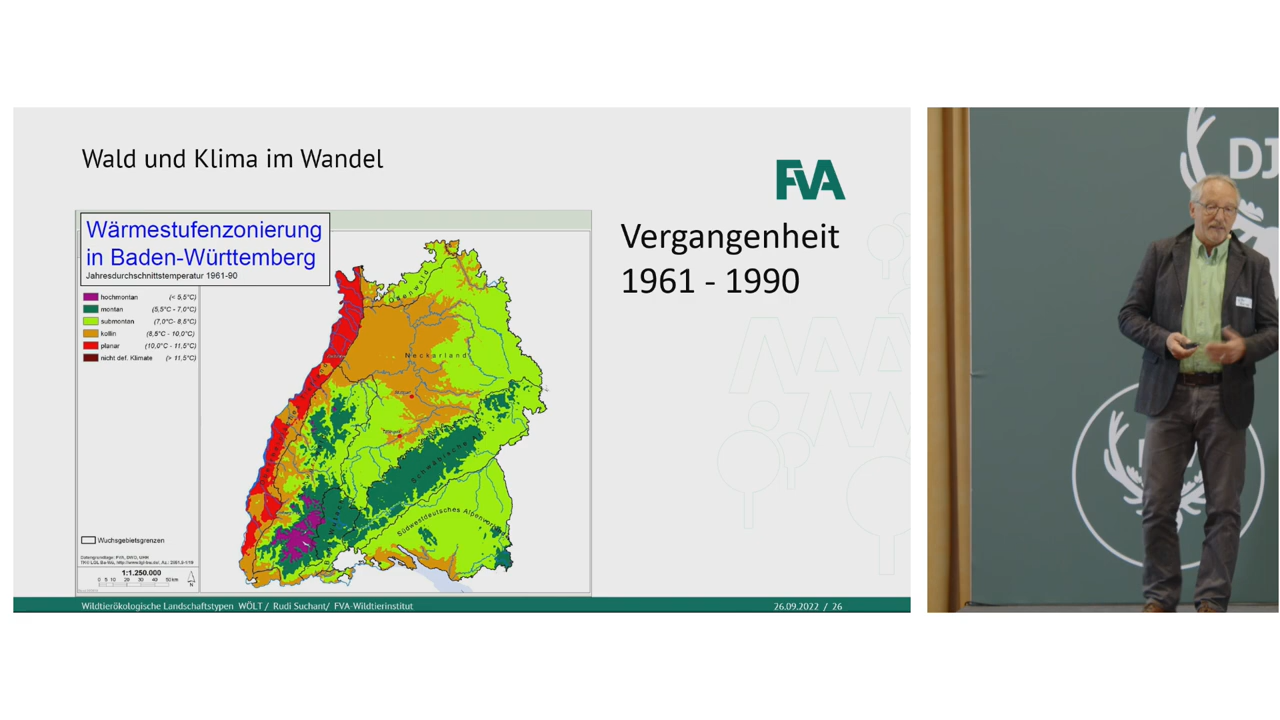 Wald und Klima im Wandel
FVA
Wärmestufenzonierung
in Baden-Württemberg
Jahresdurchschnittstemperatur 1961-90
hochmontan (< 5,5°C)
montan (5,5°C - 7,0°C)
submontan (7,0°C- 8,5°C)
kollin (8,5°C - 10,0°C)
planar (10,0°C - 11,5°C)
nicht def. Klimate (> 11,5°C)
Vergangenheit
1961 - 1990
Odenwald
Neckarland
Schwäbische
Südwestdeutsches Alpenvorl
Wuchsgebietsgrenzen
1:1.250.000
0 5 10 20 30 40 50 km
N
Wildtierökologische Landschaftstypen WÖLT / Rudi Suchant/ FVA-Wildtierinstitut
26.09.2022 / 26
DJ